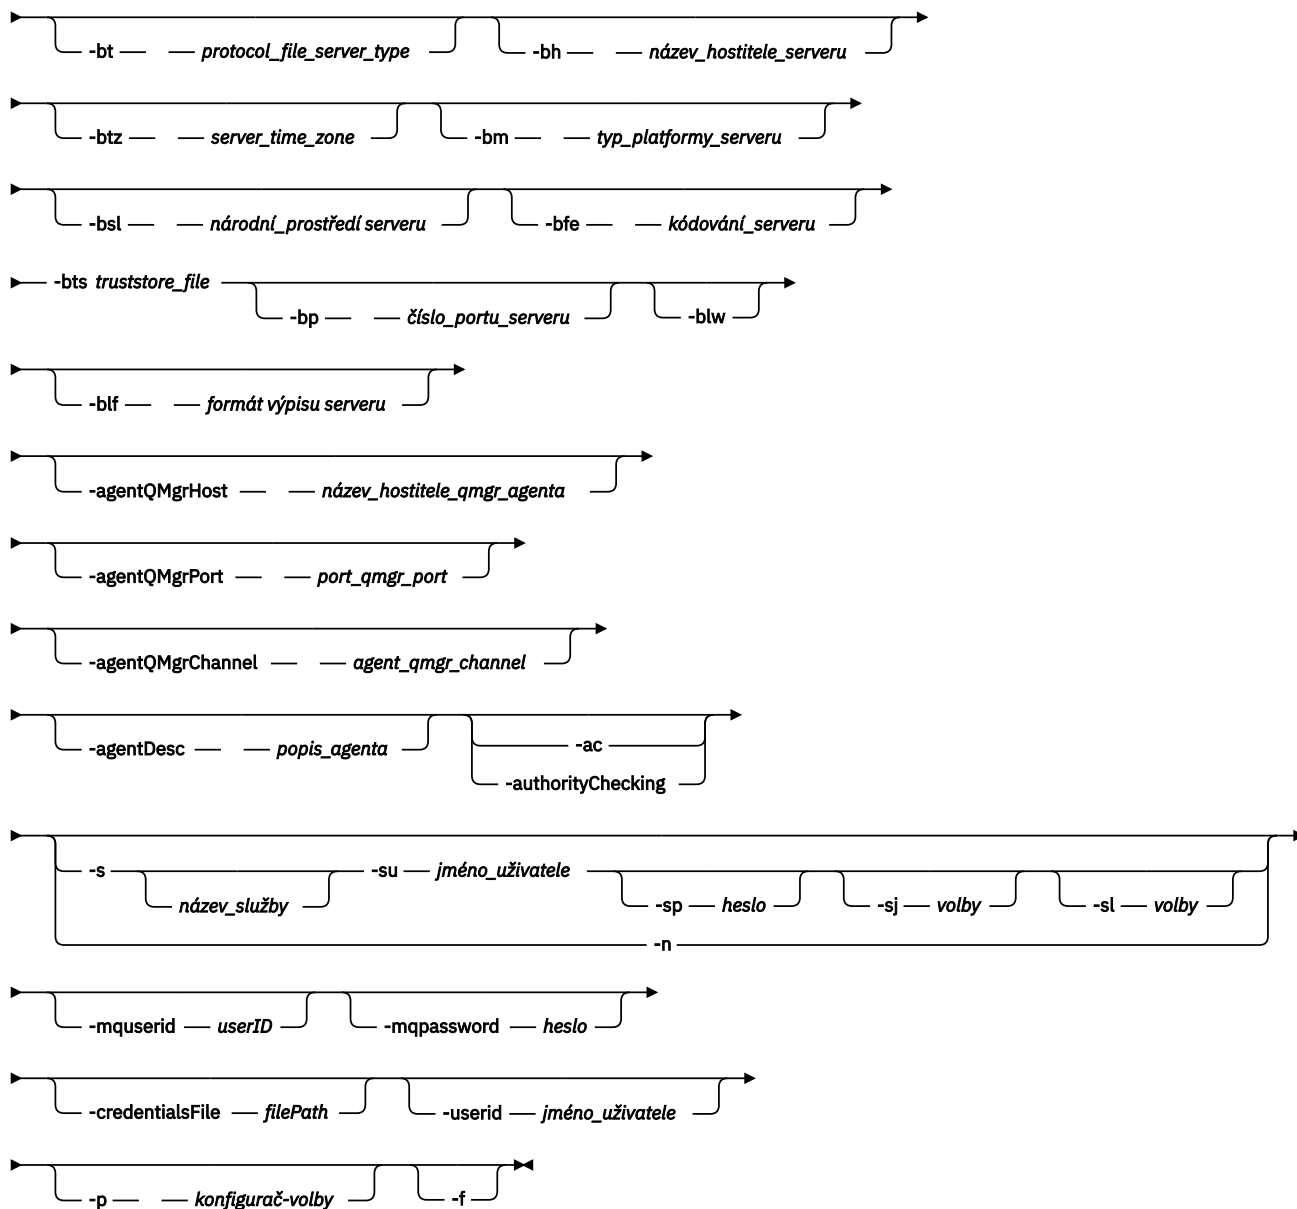 -bt protocol_file_server_type -bh název_hostitele_serveru
-btz server_time_zone -bm typ_platformy_serveru
-bsl národní_prostředí serveru -bfe kódování_serveru
-bts truststore_file
-bp číslo_portu_serveru -blw
-blf formát výpisu serveru
-agentQMgrHost název_hostitele_qmgr_agenta
-agentQMgrPort port_qmgr_port
-agentQMgrChannel agent_qmgr_channel
-agentDesc popis_agenta -ac
-authorityChecking
-s -su jméno_uživatele
název_služby -sp heslo -sj volby -sl volby
-n
-mquserid userID -mqpassword heslo
-credentialsFile filePath -userid jméno_uživatele
-p konfigurač-volby -f